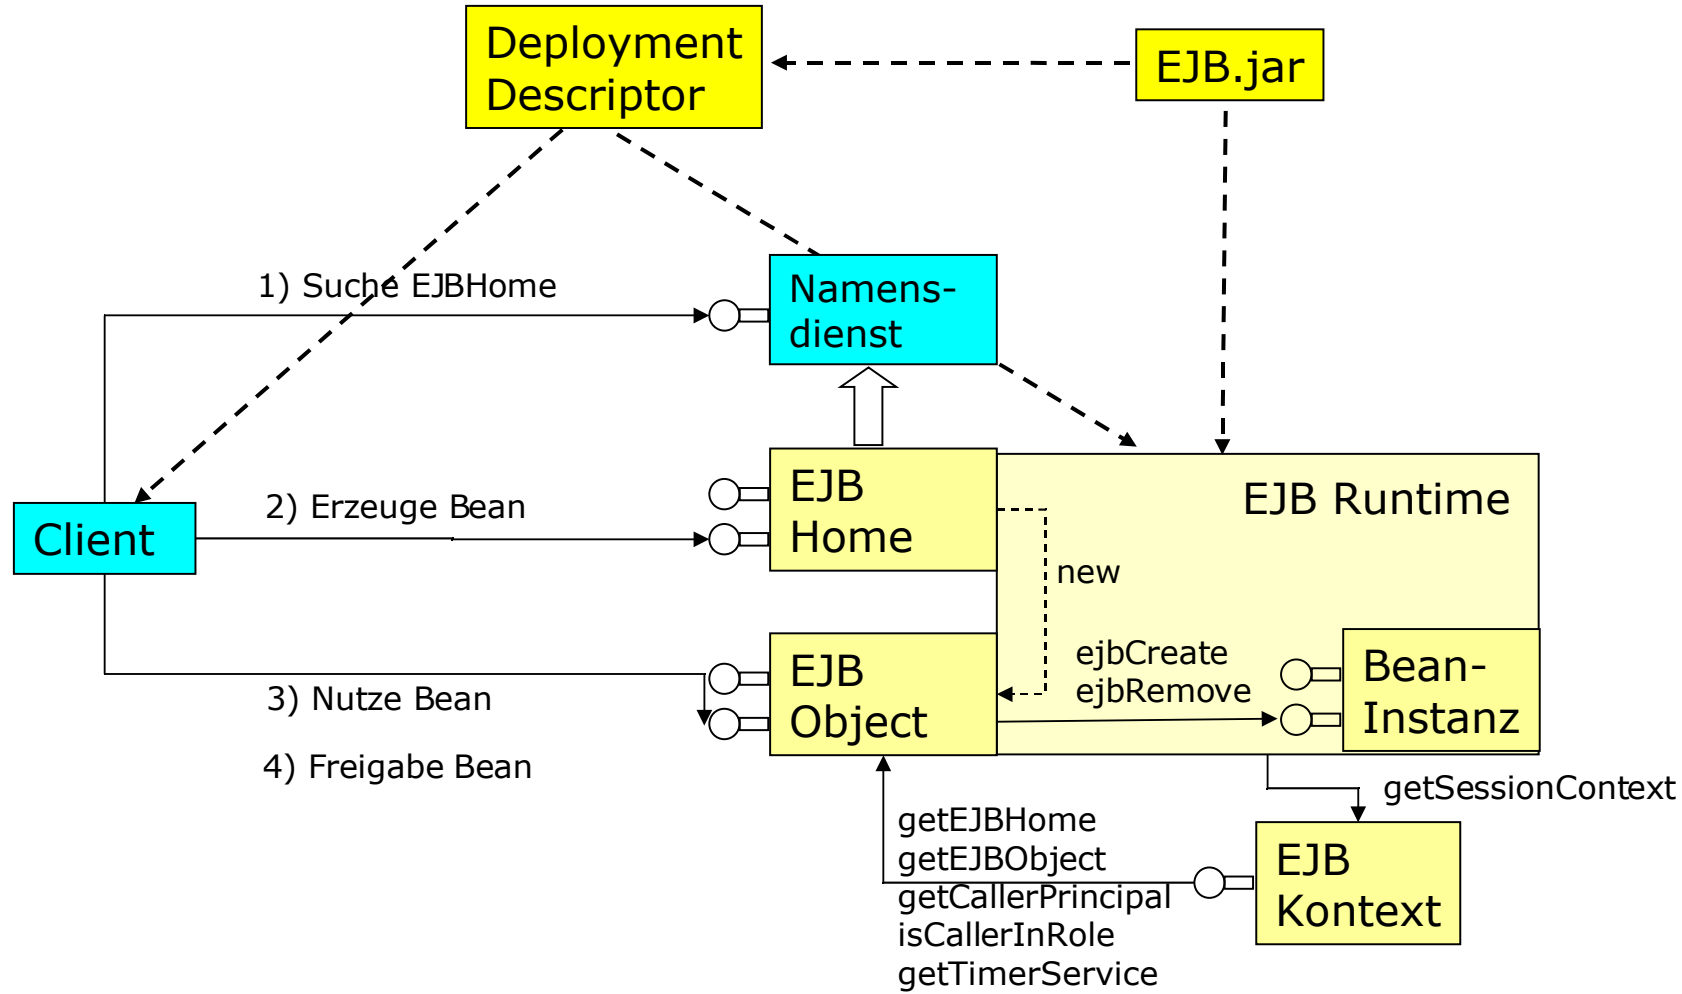 Deployment
Descriptor
EJB.jar
1) Suche EJBHome
Namens-
dienst
2) Erzeuge Bean
Client
EJB
Home
EJB Runtime
new
3) Nutze Bean
4) Freigabe Bean
EJB
Object
ejbCreate
ejbRemove
Bean-
Instanz
getSessionContext
getEJBHome
getEJBObject
getCallerPrincipal
isCallerInRole
getTimerService
EJB
Kontext